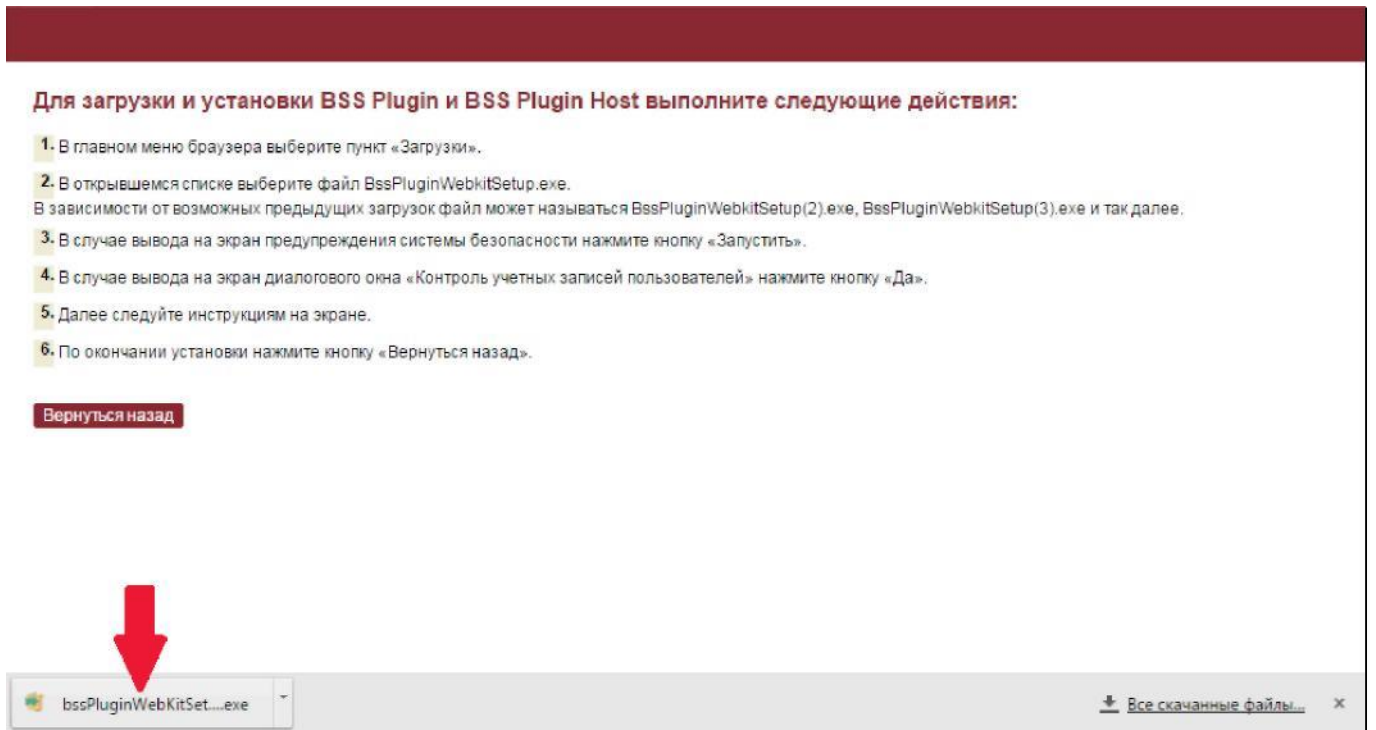 Для загрузки и установки BSS Plugin и BSS Plugin Host выполните следующие действия:
1. В главном меню браузера выберите пункт «Загрузки».
2. В открывшемся списке выберите файл BssPluginWebkitSetup.exe.
В зависимости от возможных предыдущих загрузок файл может называться BssPluginWebkitSetup(2).exe, BssPluginWebkitSetup(3).exe и так далее.
3. В случае вывода на экран предупреждения системы безопасности нажмите кнопку «Запустить».
4. В случае вывода на экран диалогового окна «Контроль учетных записей пользователей» нажмите кнопку «Да».
5. Далее следуйте инструкциям на экране.
6. По окончании установки нажмите кнопку «Вернуться назад».
Вернуться назад
bssPluginWebKitSet....exe
Все скачанные файлы...